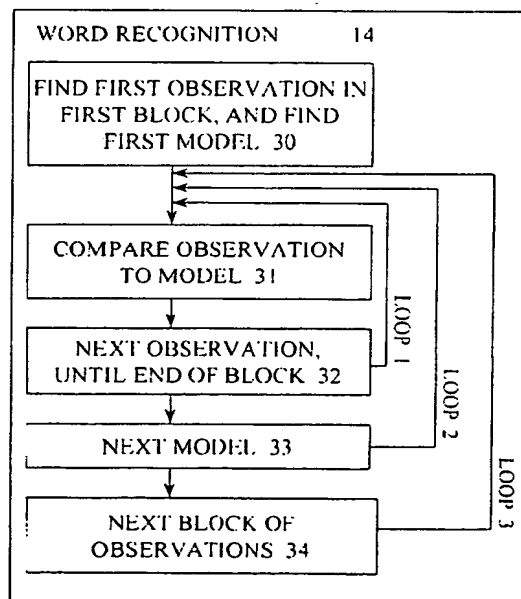 WORD RECOGNITION 14
FIND FIRST OBSERVATION IN
FIRST BLOCK, AND FIND
FIRST MODEL 30
COMPARE OBSERVATION
TO MODEL 31
NEXT OBSERVATION,
UNTIL END OF BLOCK 32
LOOP 1
NEXT MODEL 33
LOOP 2
NEXT BLOCK OF
OBSERVATIONS 34
LOOP 3